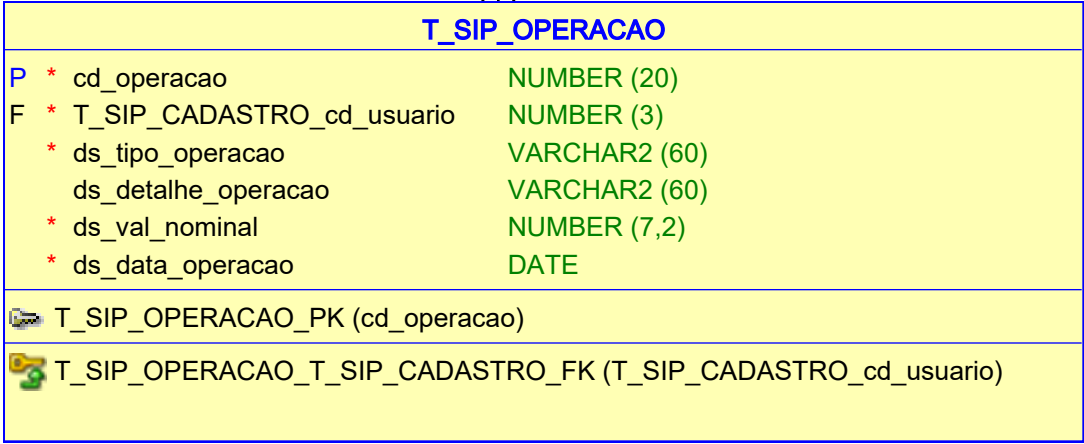 T_SIP_OPERACAO
P * cd_operacao NUMBER (20)
F * T_SIP_CADASTRO_cd_usuario NUMBER (3)
* ds_tipo_operacao VARCHAR2 (60)
ds_detalhe_operacao VARCHAR2 (60)
* ds_val_nominal NUMBER (7,2)
* ds_data_operacao DATE
T_SIP_OPERACAO_PK (cd_operacao)
T_SIP_OPERACAO_T_SIP_CADASTRO_FK (T_SIP_CADASTRO_cd_usuario)